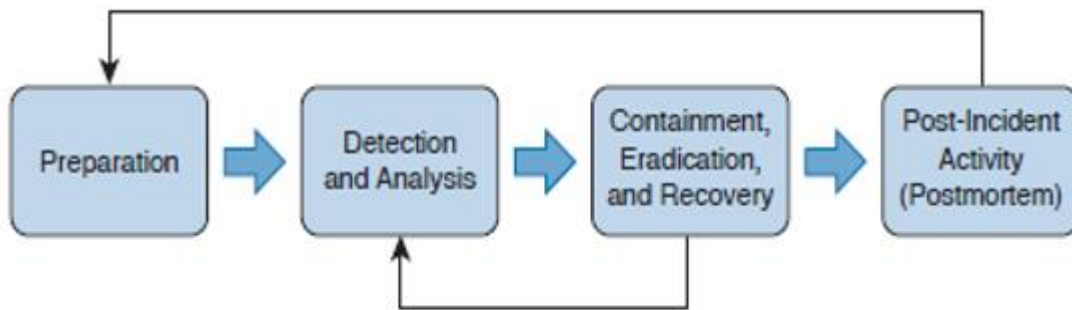 Preparation
Detection
and Analysis
Containment,
Eradication,
and Recovery
Post-Incident
Activity
(Postmortem)